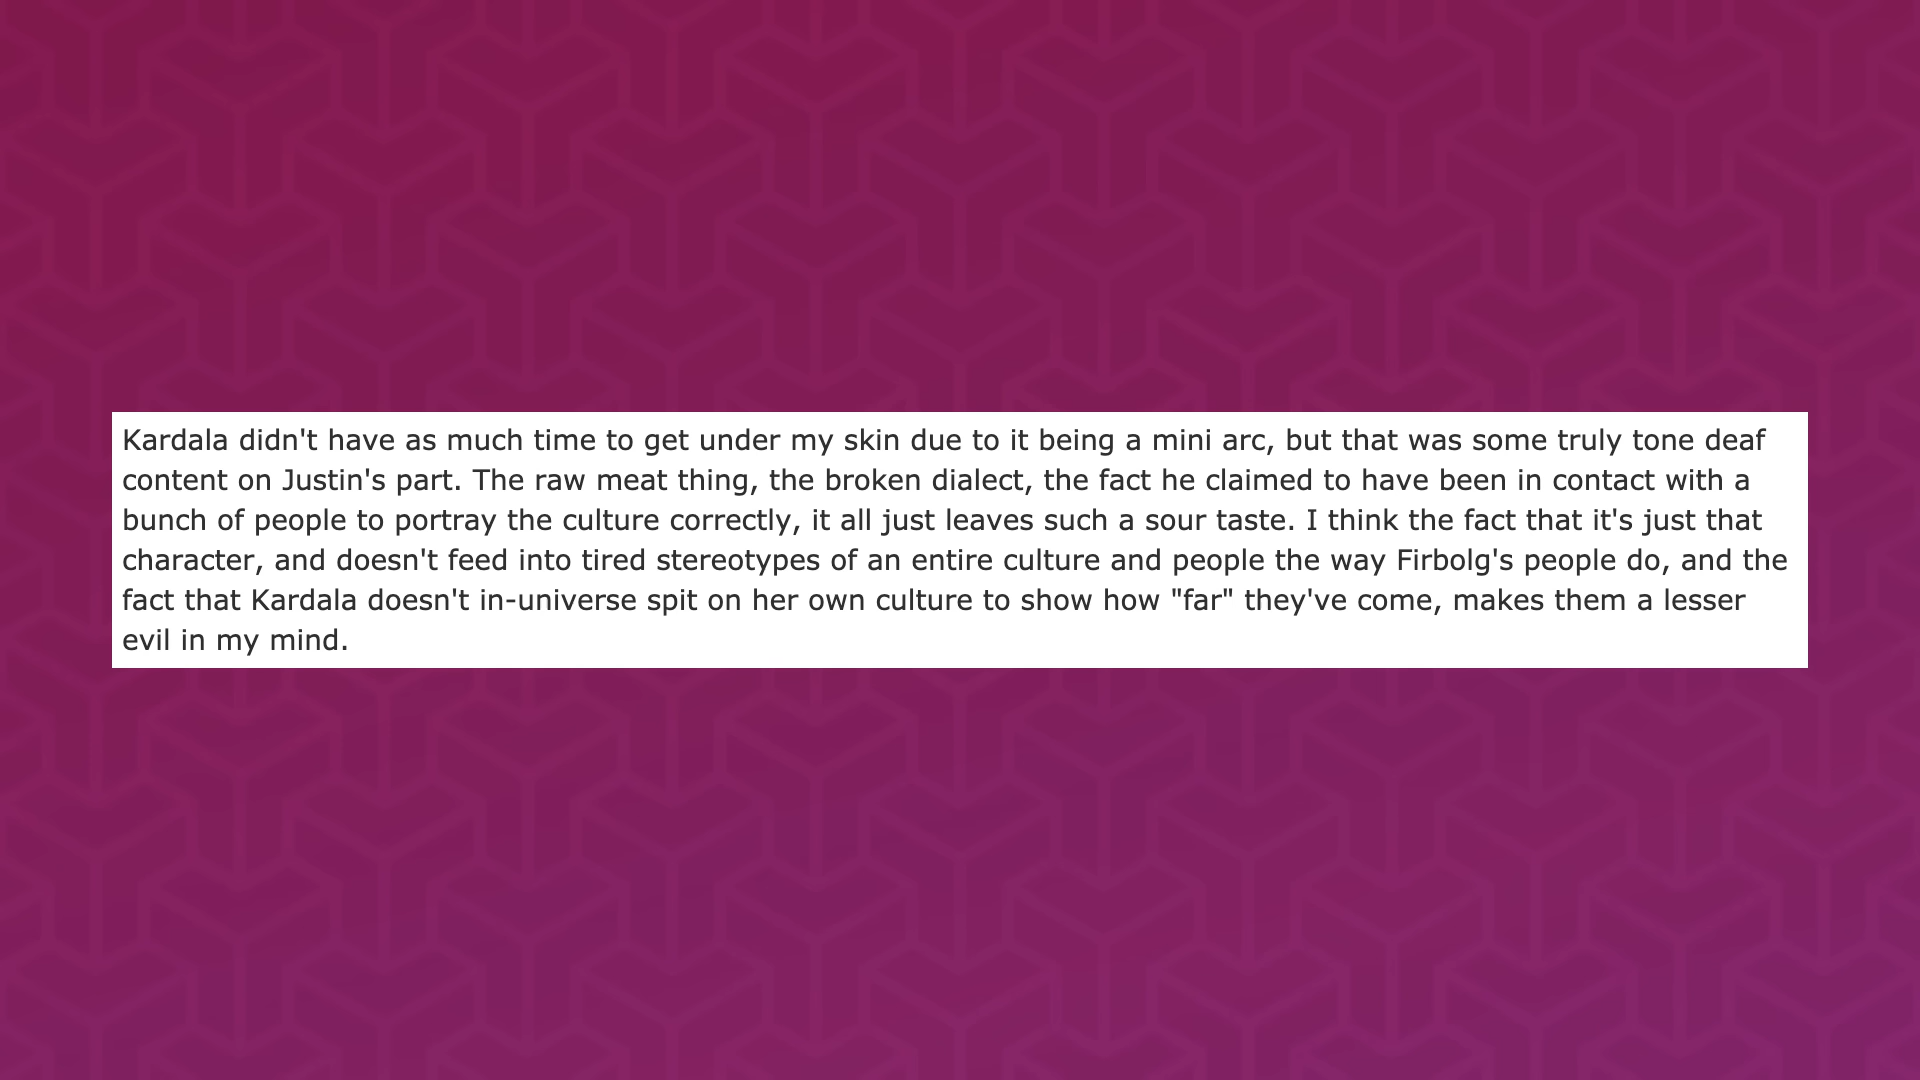 Kardala didn't have as much time to get under my skin due to it being a mini arc, but that was some truly tone deaf
content on Justin's part. The raw meat thing, the broken dialect, the fact he claimed to have been in contact with a
bunch of people to portray the culture correctly, it all just leaves such a sour taste. I think the fact that it's just that
character, and doesn't feed into tired stereotypes of an entire culture and people the way Firbolg's people do, and the
fact that Kardala doesn't in-universe spit on her own culture to show how "far" they've come, makes them a lesser
evil in my mind.